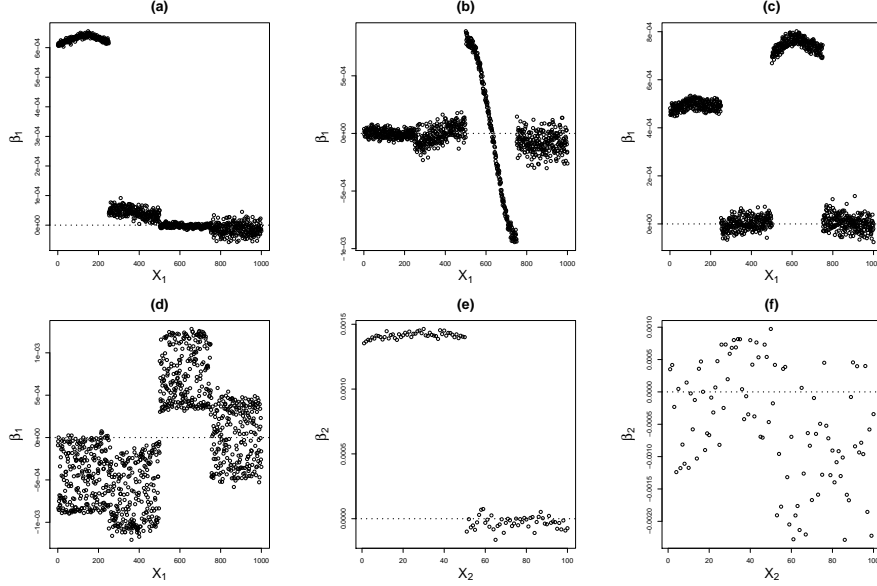 (a)
6e−04
5e−04
4e−04
3e−04
2e−04
1e−04
0e+00
β1
0 200 400 600 800 1000
X1
(b)
5e−04
0e+00
−5e−04
−1e−03
β1
0 200 400 600 800 1000
X1
(c)
8e−04
6e−04
4e−04
2e−04
0e+00
β1
0 200 400 600 800 1000
X1
(d)
1e−03
5e−04
0e+00
−5e−04
−1e−03
β1
0 200 400 600 800 1000
X1
(e)
0.0015
0.0010
0.0005
0.0000
β2
0 20 40 60 80 100
X2
(f)
0.0010
0.0005
0.0000
−0.0005
−0.0010
−0.0015
−0.0020
β2
0 20 40 60 80 100
X2